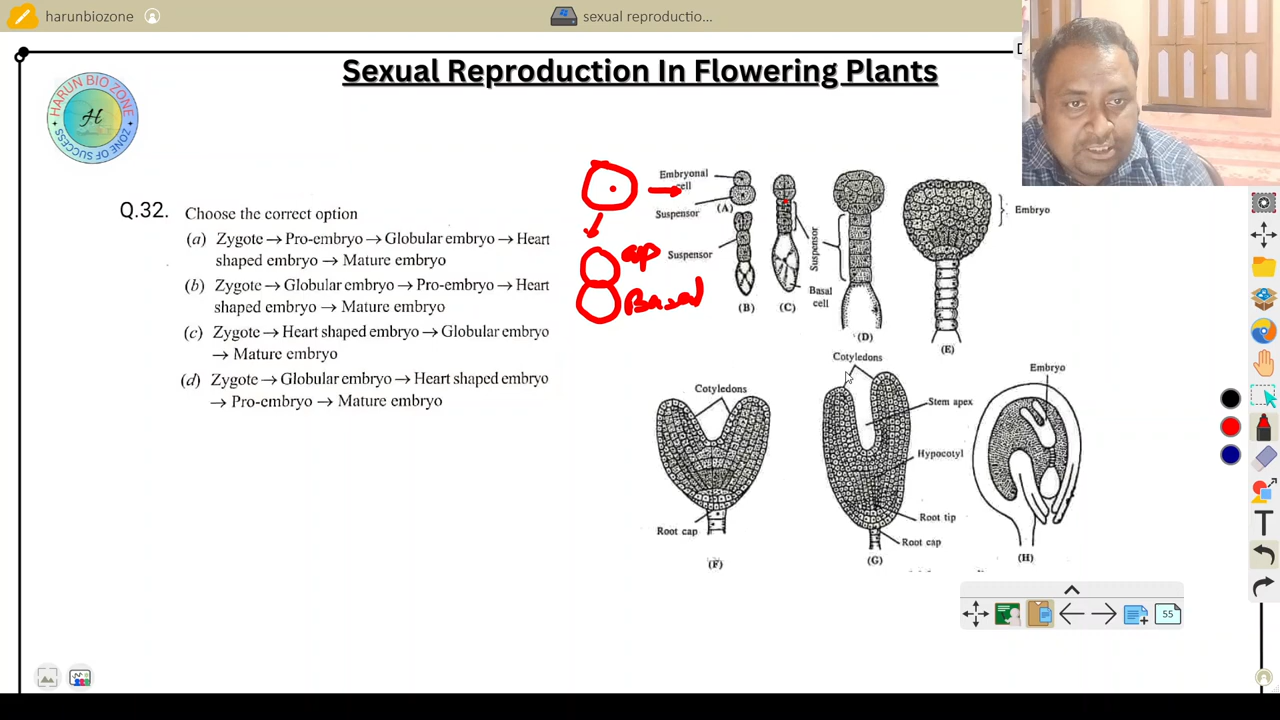 harunbiozone
sexual reproductio...
Sexual Reproduction In Flowering Plants
HARUN BIO ZONE
H
ZONE OF SUCCESS
Q.32. Choose the correct option
(a) Zygote → Pro-embryo → Globular embryo → Heart
shaped embryo → Mature embryo
(b) Zygote → Globular embryo → Pro-embryo → Heart
shaped embryo → Mature embryo
(c) Zygote → Heart shaped embryo → Globular embryo
→ Mature embryo
(d) Zygote → Globular embryo → Heart shaped embryo
→ Pro-embryo → Mature embryo
Embryonal
cell
Suspensor
(A)
Suspensor
(B)
Suspensor
Basal
cell
(C)
(D)
Embryo
(E)
Basal
Cotyledons
Root cap
(F)
Cotyledons
Stem apex
Hypocotyl
Root tip
Root cap
(G)
Embryo
(H)
T
55